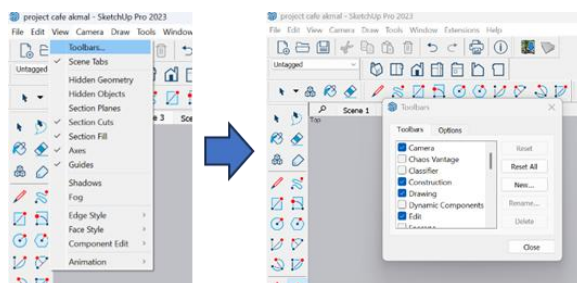 project cafe akmal - SketchUp Pro 2023
File Edit View Camera Draw Tools Window
Untagged
Toolbars...
Scene Tabs
Hidden Geometry
Hidden Objects
Section Planes
Section Cuts
Section Fill
Axes
Guides
Shadows
Fog
Edge Style
Face Style
Component Edit
Animation
e 3
project cafe akmal - SketchUp Pro 2023
File Edit View Camera Draw Tools Window Extensions Help
Untagged
Scene 1
Top
Toolbars
Toolbars Options
Camera
Chaos Vantage
Classifier
Construction
Drawing
Dynamic Components
Edit
Reset
Reset All
New...
Rename...
Delete
Close